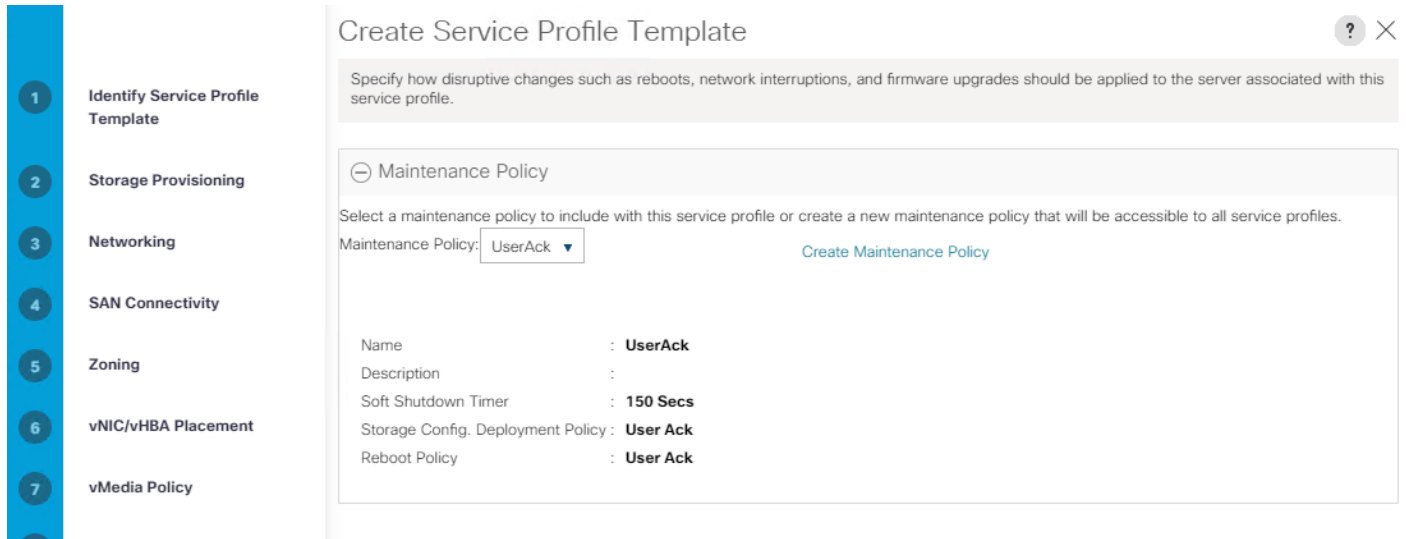 Create Service Profile Template
?
Specify how disruptive changes such as reboots, network interruptions, and firmware upgrades should be applied to the server associated with this
service profile.
1
Identify Service Profile
Template
2
Storage Provisioning
3
Networking
4
SAN Connectivity
5
Zoning
6
vNIC/vHBA Placement
7
vMedia Policy
Maintenance Policy
Select a maintenance policy to include with this service profile or create a new maintenance policy that will be accessible to all service profiles.
Maintenance Policy: UserAck Create Maintenance Policy
Name : UserAck
Description :
Soft Shutdown Timer : 150 Secs
Storage Config. Deployment Policy : User Ack
Reboot Policy : User Ack